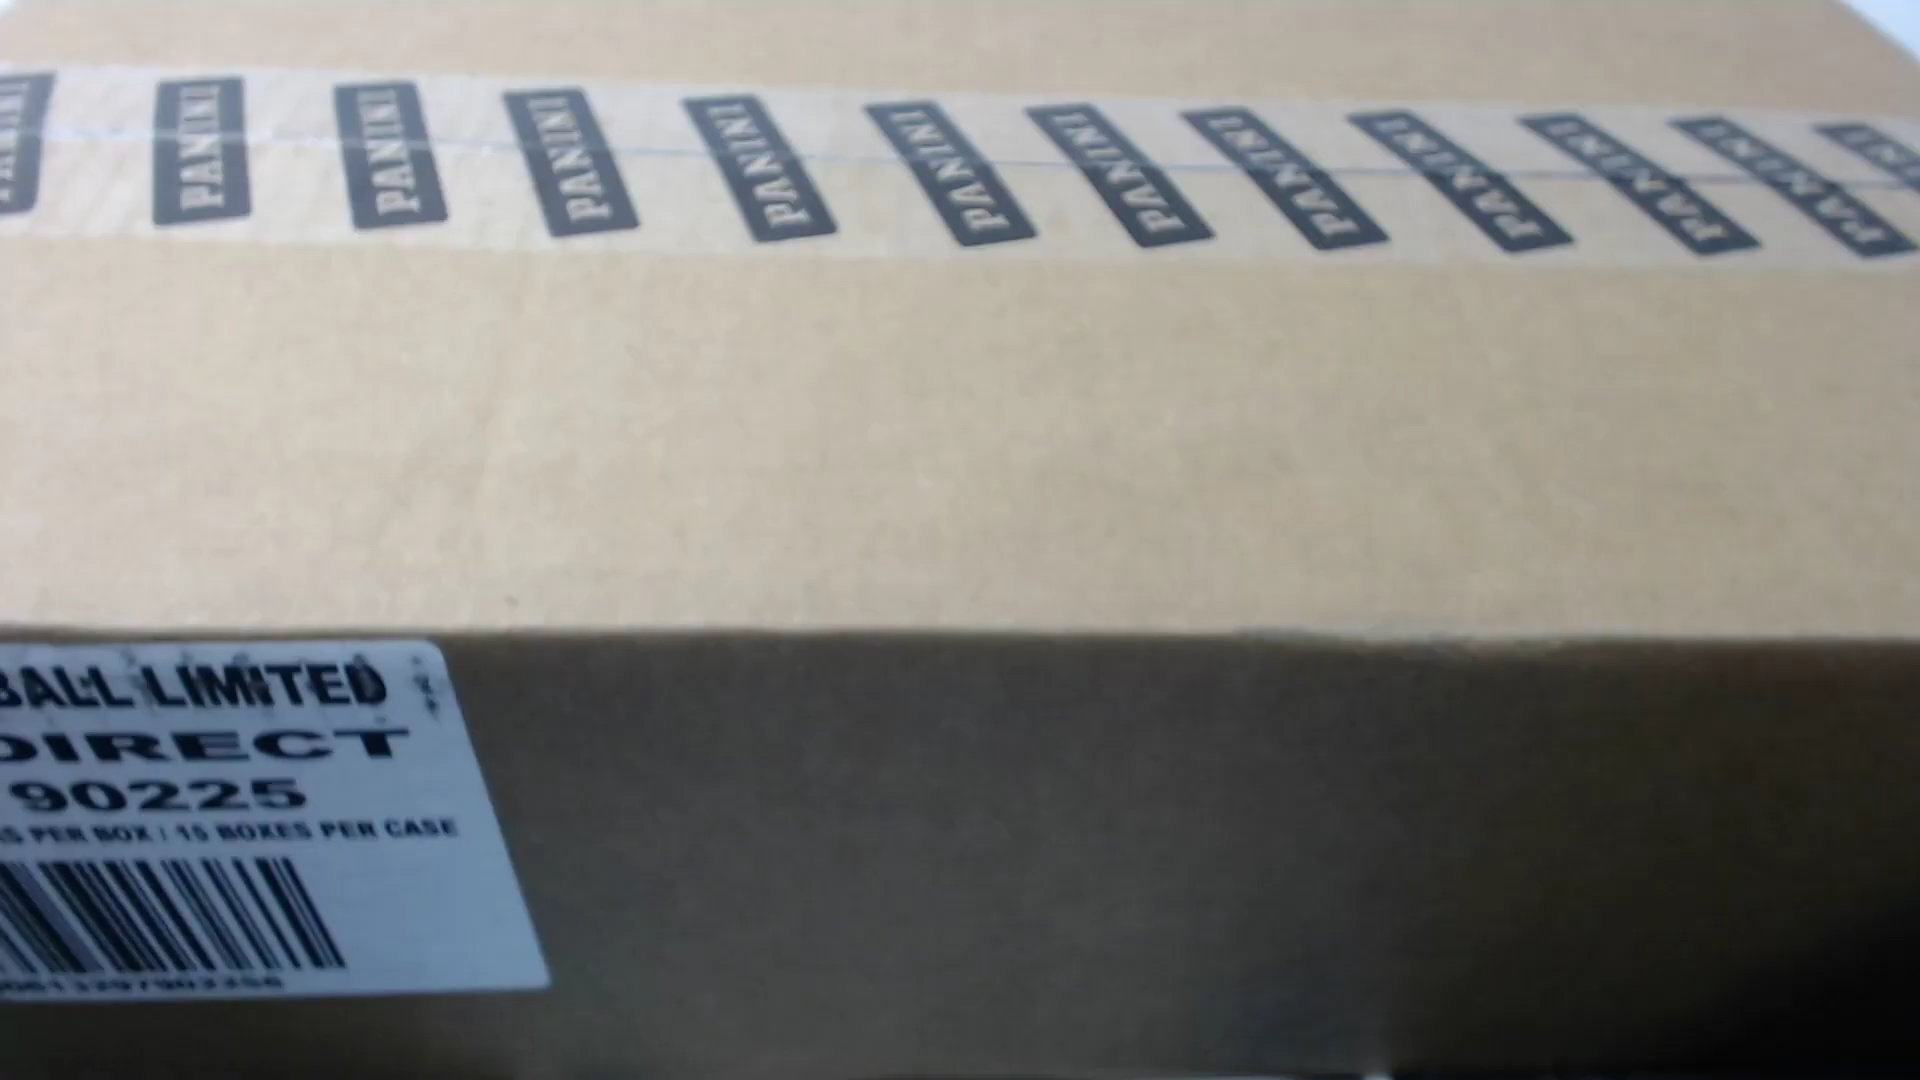 PANINI PANINI PANINI PANINI PANINI PANINI PANINI PANINI PANINI PANINI PANINI
BALL LIMITED
DIRECT
90225
PER BOX / 15 BOXES PER CASE